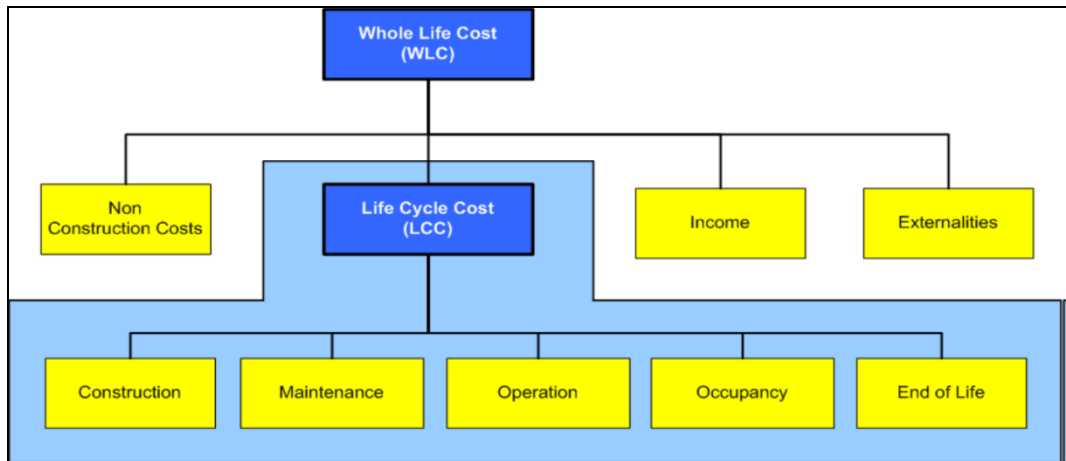 Whole Life Cost
(WLC)
Non
Construction Costs
Life Cycle Cost
(LCC)
Income
Externalities
Construction
Maintenance
Operation
Occupancy
End of Life